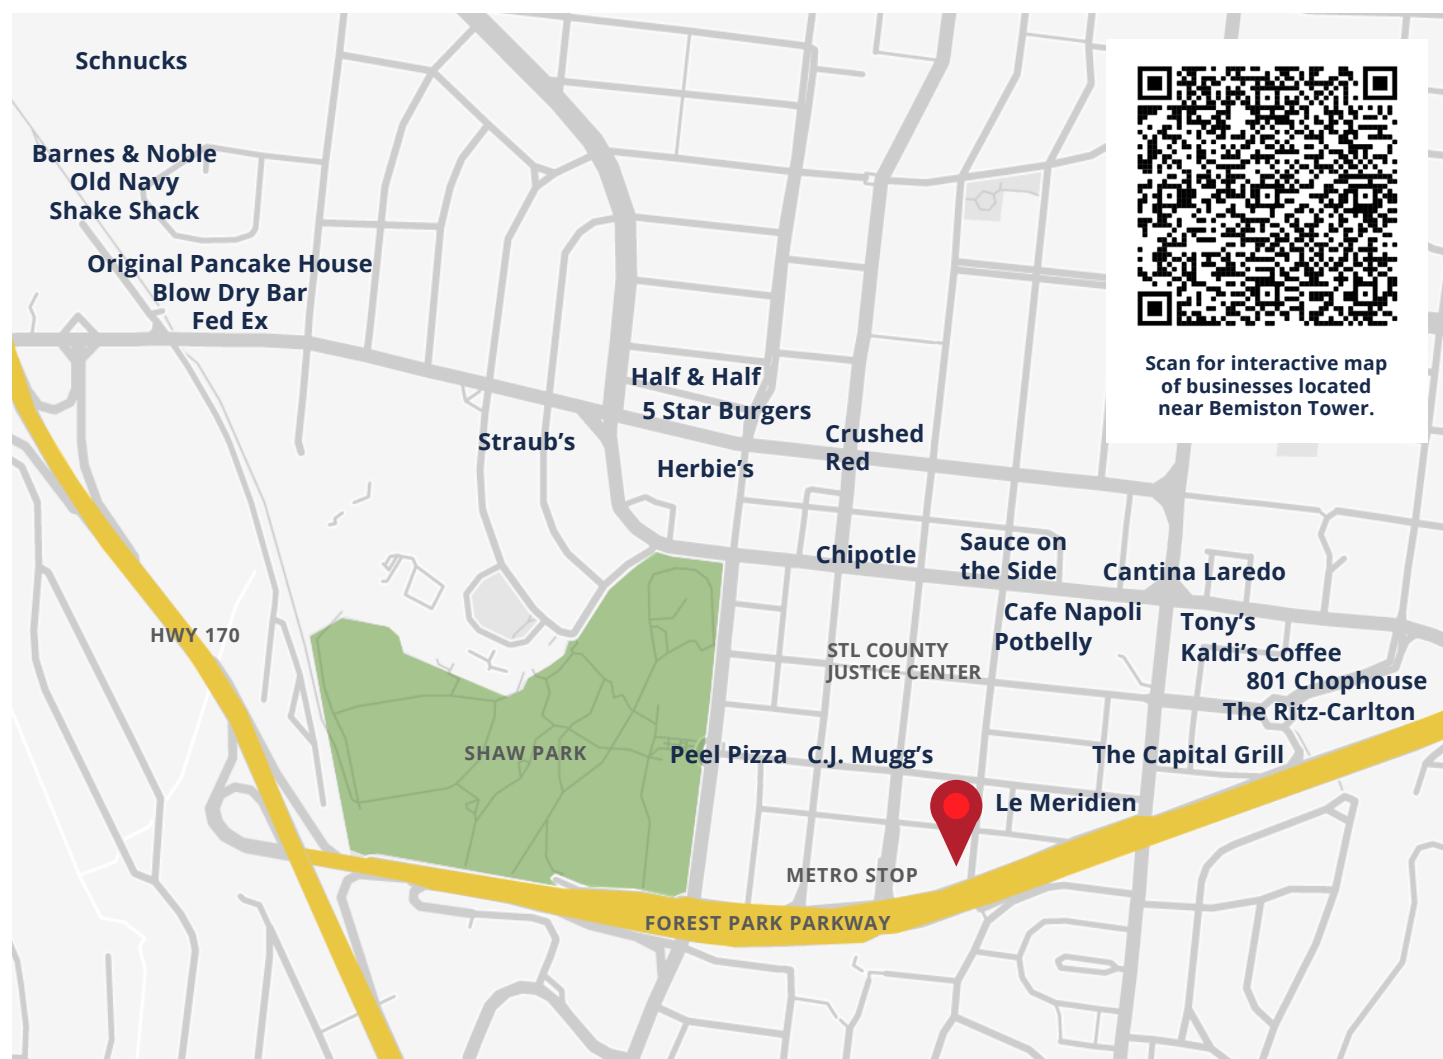 Schnucks
Barnes & Noble
Old Navy
Shake Shack
Original Pancake House
Blow Dry Bar
Fed Ex
Scan for interactive map
of businesses located
near Bemiston Tower.
Half & Half
5 Star Burgers
Straub’s
Herbie’s
Crushed
Red
Chipotle
Sauce on
the Side
Cantina Laredo
Cafe Napoli
Potbelly
Tony’s
Kaldi’s Coffee
801 Chophouse
The Ritz-Carlton
HWY 170
STL COUNTY
JUSTICE CENTER
SHAW PARK
Peel Pizza
C.J. Mugg’s
The Capital Grill
Le Meridien
METRO STOP
FOREST PARK PARKWAY